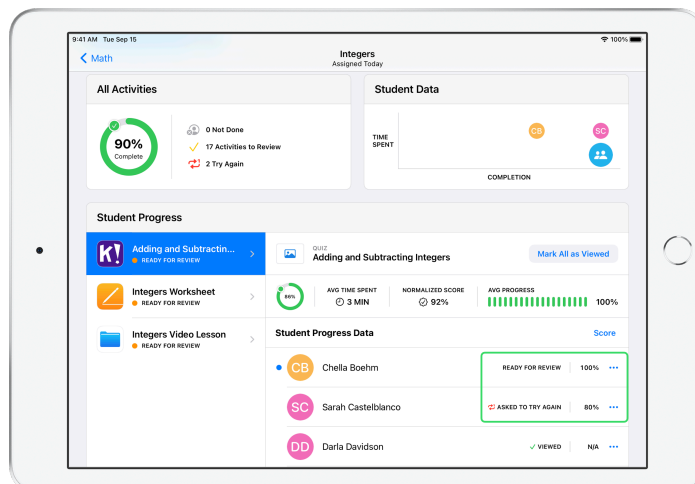 9:41 AM Tue Sep 15
100%
Math
Integers
Assigned Today
All Activities
90%
Complete
0 Not Done
17 Activities to Review
2 Try Again
Student Data
TIME
SPENT
CB
SC
COMPLETION
Student Progress
K!
Adding and Subtractin...
READY FOR REVIEW
Integers Worksheet
READY FOR REVIEW
Integers Video Lesson
READY FOR REVIEW
QUIZ
Adding and Subtracting Integers
Mark All as Viewed
86%
AVG TIME SPENT
3 MIN
NORMALIZED SCORE
92%
AVG PROGRESS
100%
Student Progress Data
Score
CB
Chella Boehm
READY FOR REVIEW
100%
SC
Sarah Castelblanco
ASKED TO TRY AGAIN
80%
DD
Darla Davidson
VIEWED
N/A